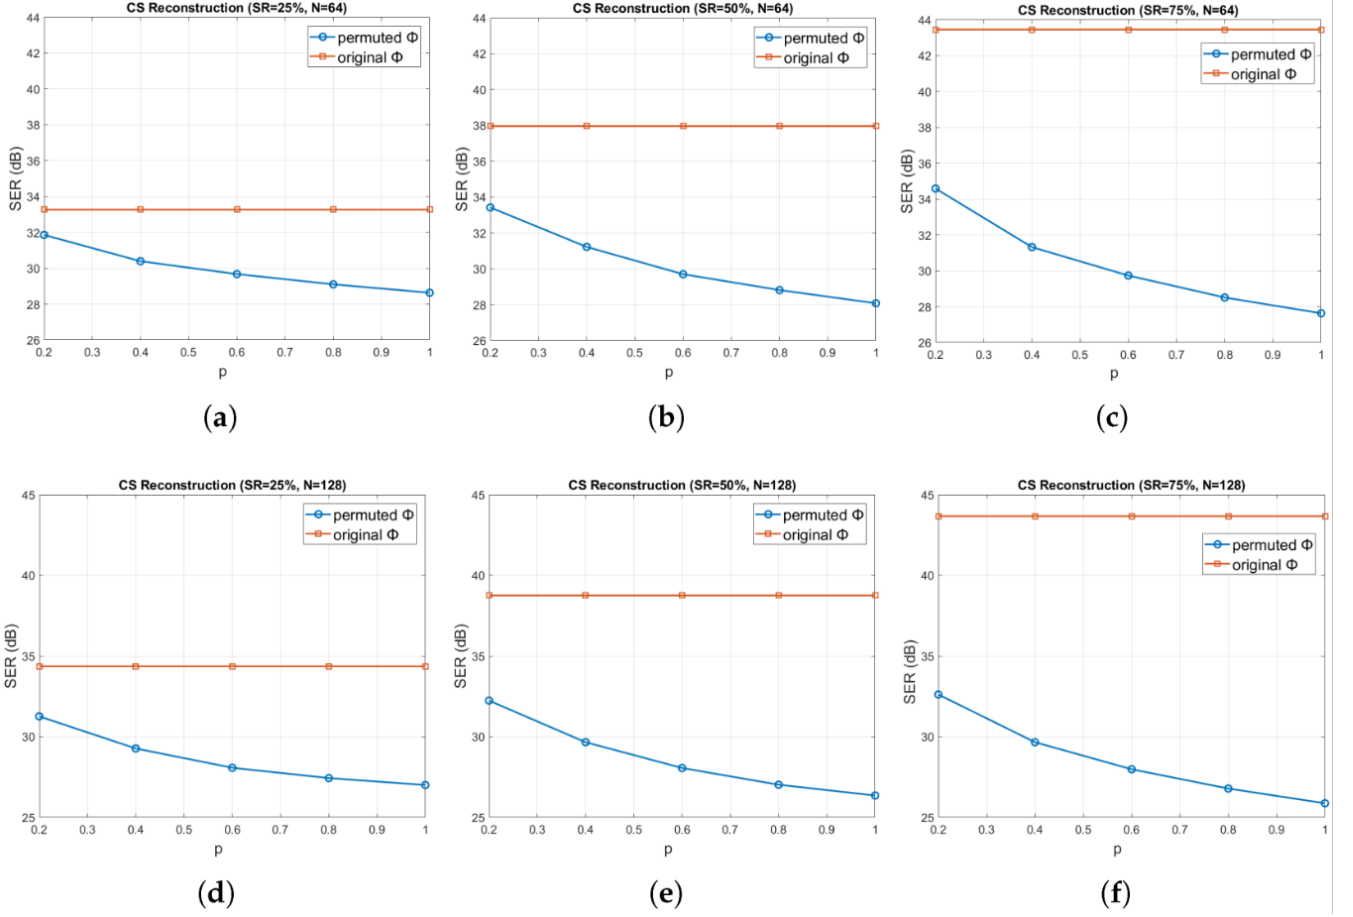 CS Reconstruction (SR=25%, N=64)
44
42
40
38
36
34
32
30
28
26
SER (dB)
permuted Φ
original Φ
0.2 0.3 0.4 0.5 0.6 0.7 0.8 0.9 1
p
(a)
CS Reconstruction (SR=50%, N=64)
44
42
40
38
36
34
32
30
28
26
SER (dB)
permuted Φ
original Φ
0.2 0.3 0.4 0.5 0.6 0.7 0.8 0.9 1
p
(b)
CS Reconstruction (SR=75%, N=64)
44
42
40
38
36
34
32
30
28
26
SER (dB)
permuted Φ
original Φ
0.2 0.3 0.4 0.5 0.6 0.7 0.8 0.9 1
p
(c)
CS Reconstruction (SR=25%, N=128)
45
40
35
30
25
SER (dB)
permuted Φ
original Φ
0.2 0.3 0.4 0.5 0.6 0.7 0.8 0.9 1
p
(d)
CS Reconstruction (SR=50%, N=128)
45
40
35
30
25
SER (dB)
permuted Φ
original Φ
0.2 0.3 0.4 0.5 0.6 0.7 0.8 0.9 1
p
(e)
CS Reconstruction (SR=75%, N=128)
45
40
35
30
25
SER (dB)
permuted Φ
original Φ
0.2 0.3 0.4 0.5 0.6 0.7 0.8 0.9 1
p
(f)